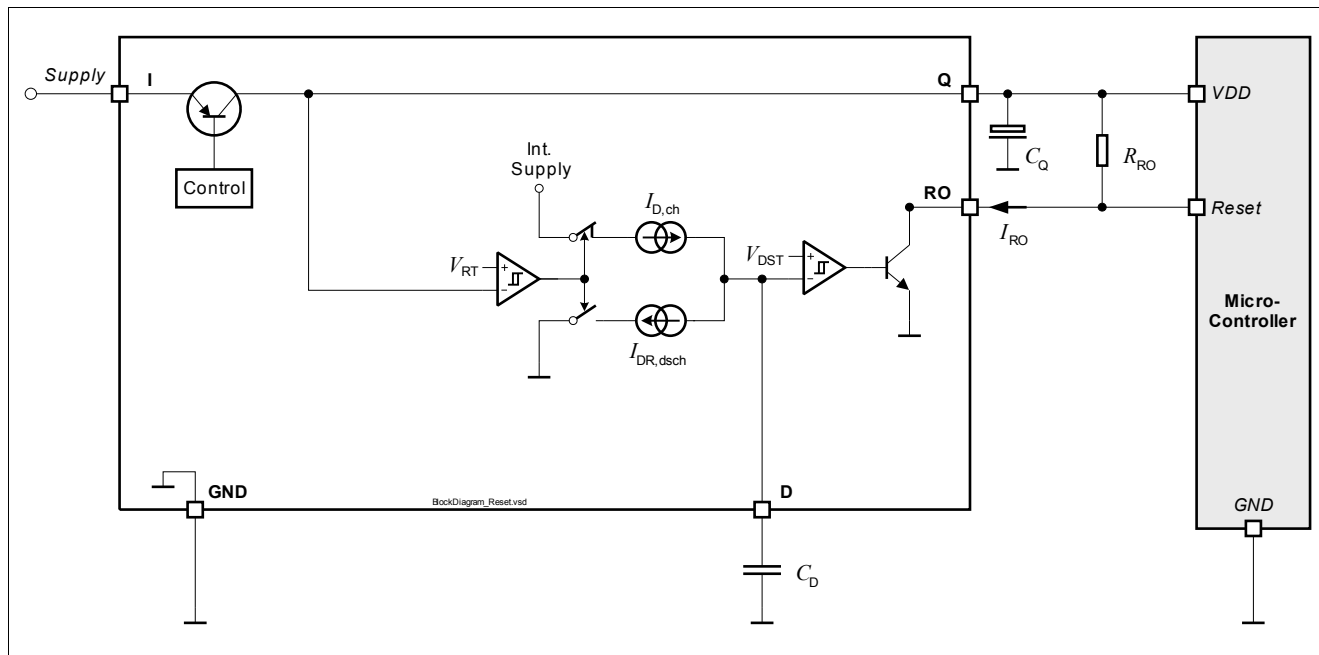 Supply
I
Q
VDD
Int.
Supply
C_Q
R_RO
Control
I_D,ch
RO
Reset
I_RO
V_RT
+
−
V_DST
+
−
Micro-
Controller
I_DR,dsch
GND
BlockDiagram_Reset.vsd
D
GND
C_D